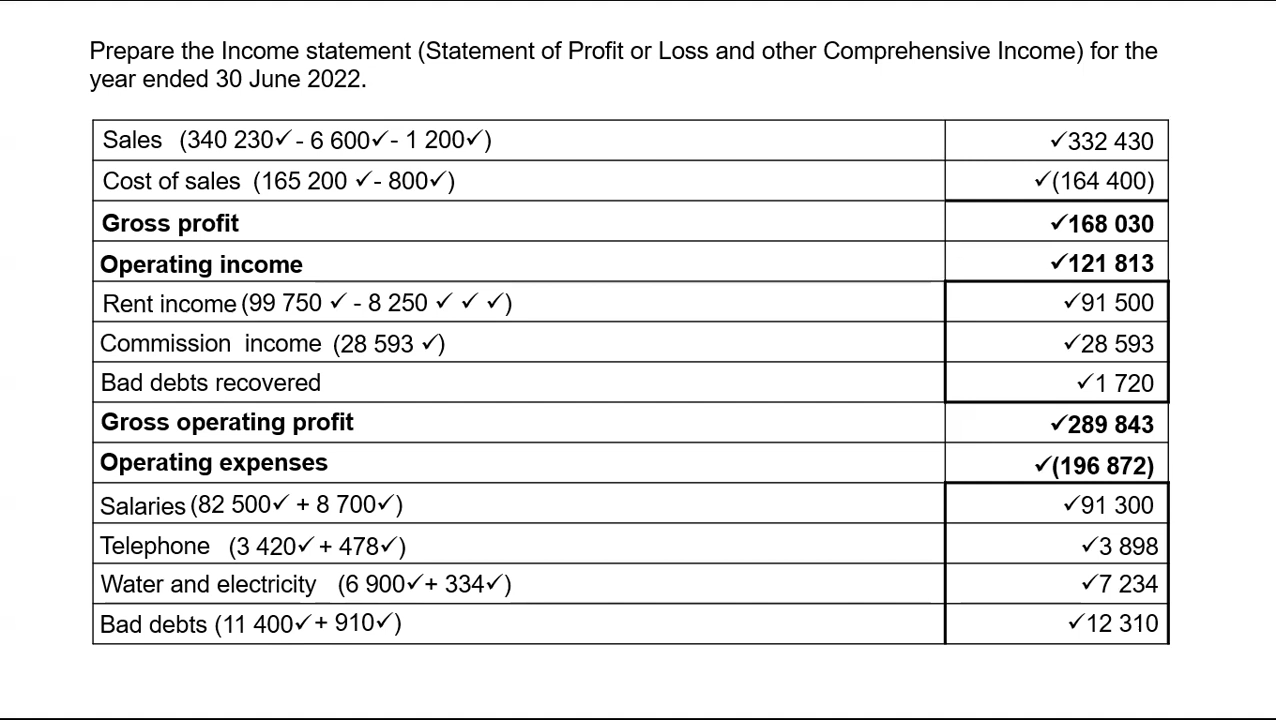 Prepare the Income statement (Statement of Profit or Loss and other Comprehensive Income) for the
year ended 30 June 2022.
Sales (340 230✓ - 6 600✓ - 1 200✓) ✓332 430
Cost of sales (165 200 ✓- 800✓) ✓(164 400)
Gross profit ✓168 030
Operating income ✓121 813
Rent income (99 750 ✓ - 8 250 ✓ ✓ ✓) ✓91 500
Commission income (28 593 ✓) ✓28 593
Bad debts recovered ✓1 720
Gross operating profit ✓289 843
Operating expenses ✓(196 872)
Salaries (82 500✓ + 8 700✓) ✓91 300
Telephone (3 420✓ + 478✓) ✓3 898
Water and electricity (6 900✓+ 334✓) ✓7 234
Bad debts (11 400✓ + 910✓) ✓12 310